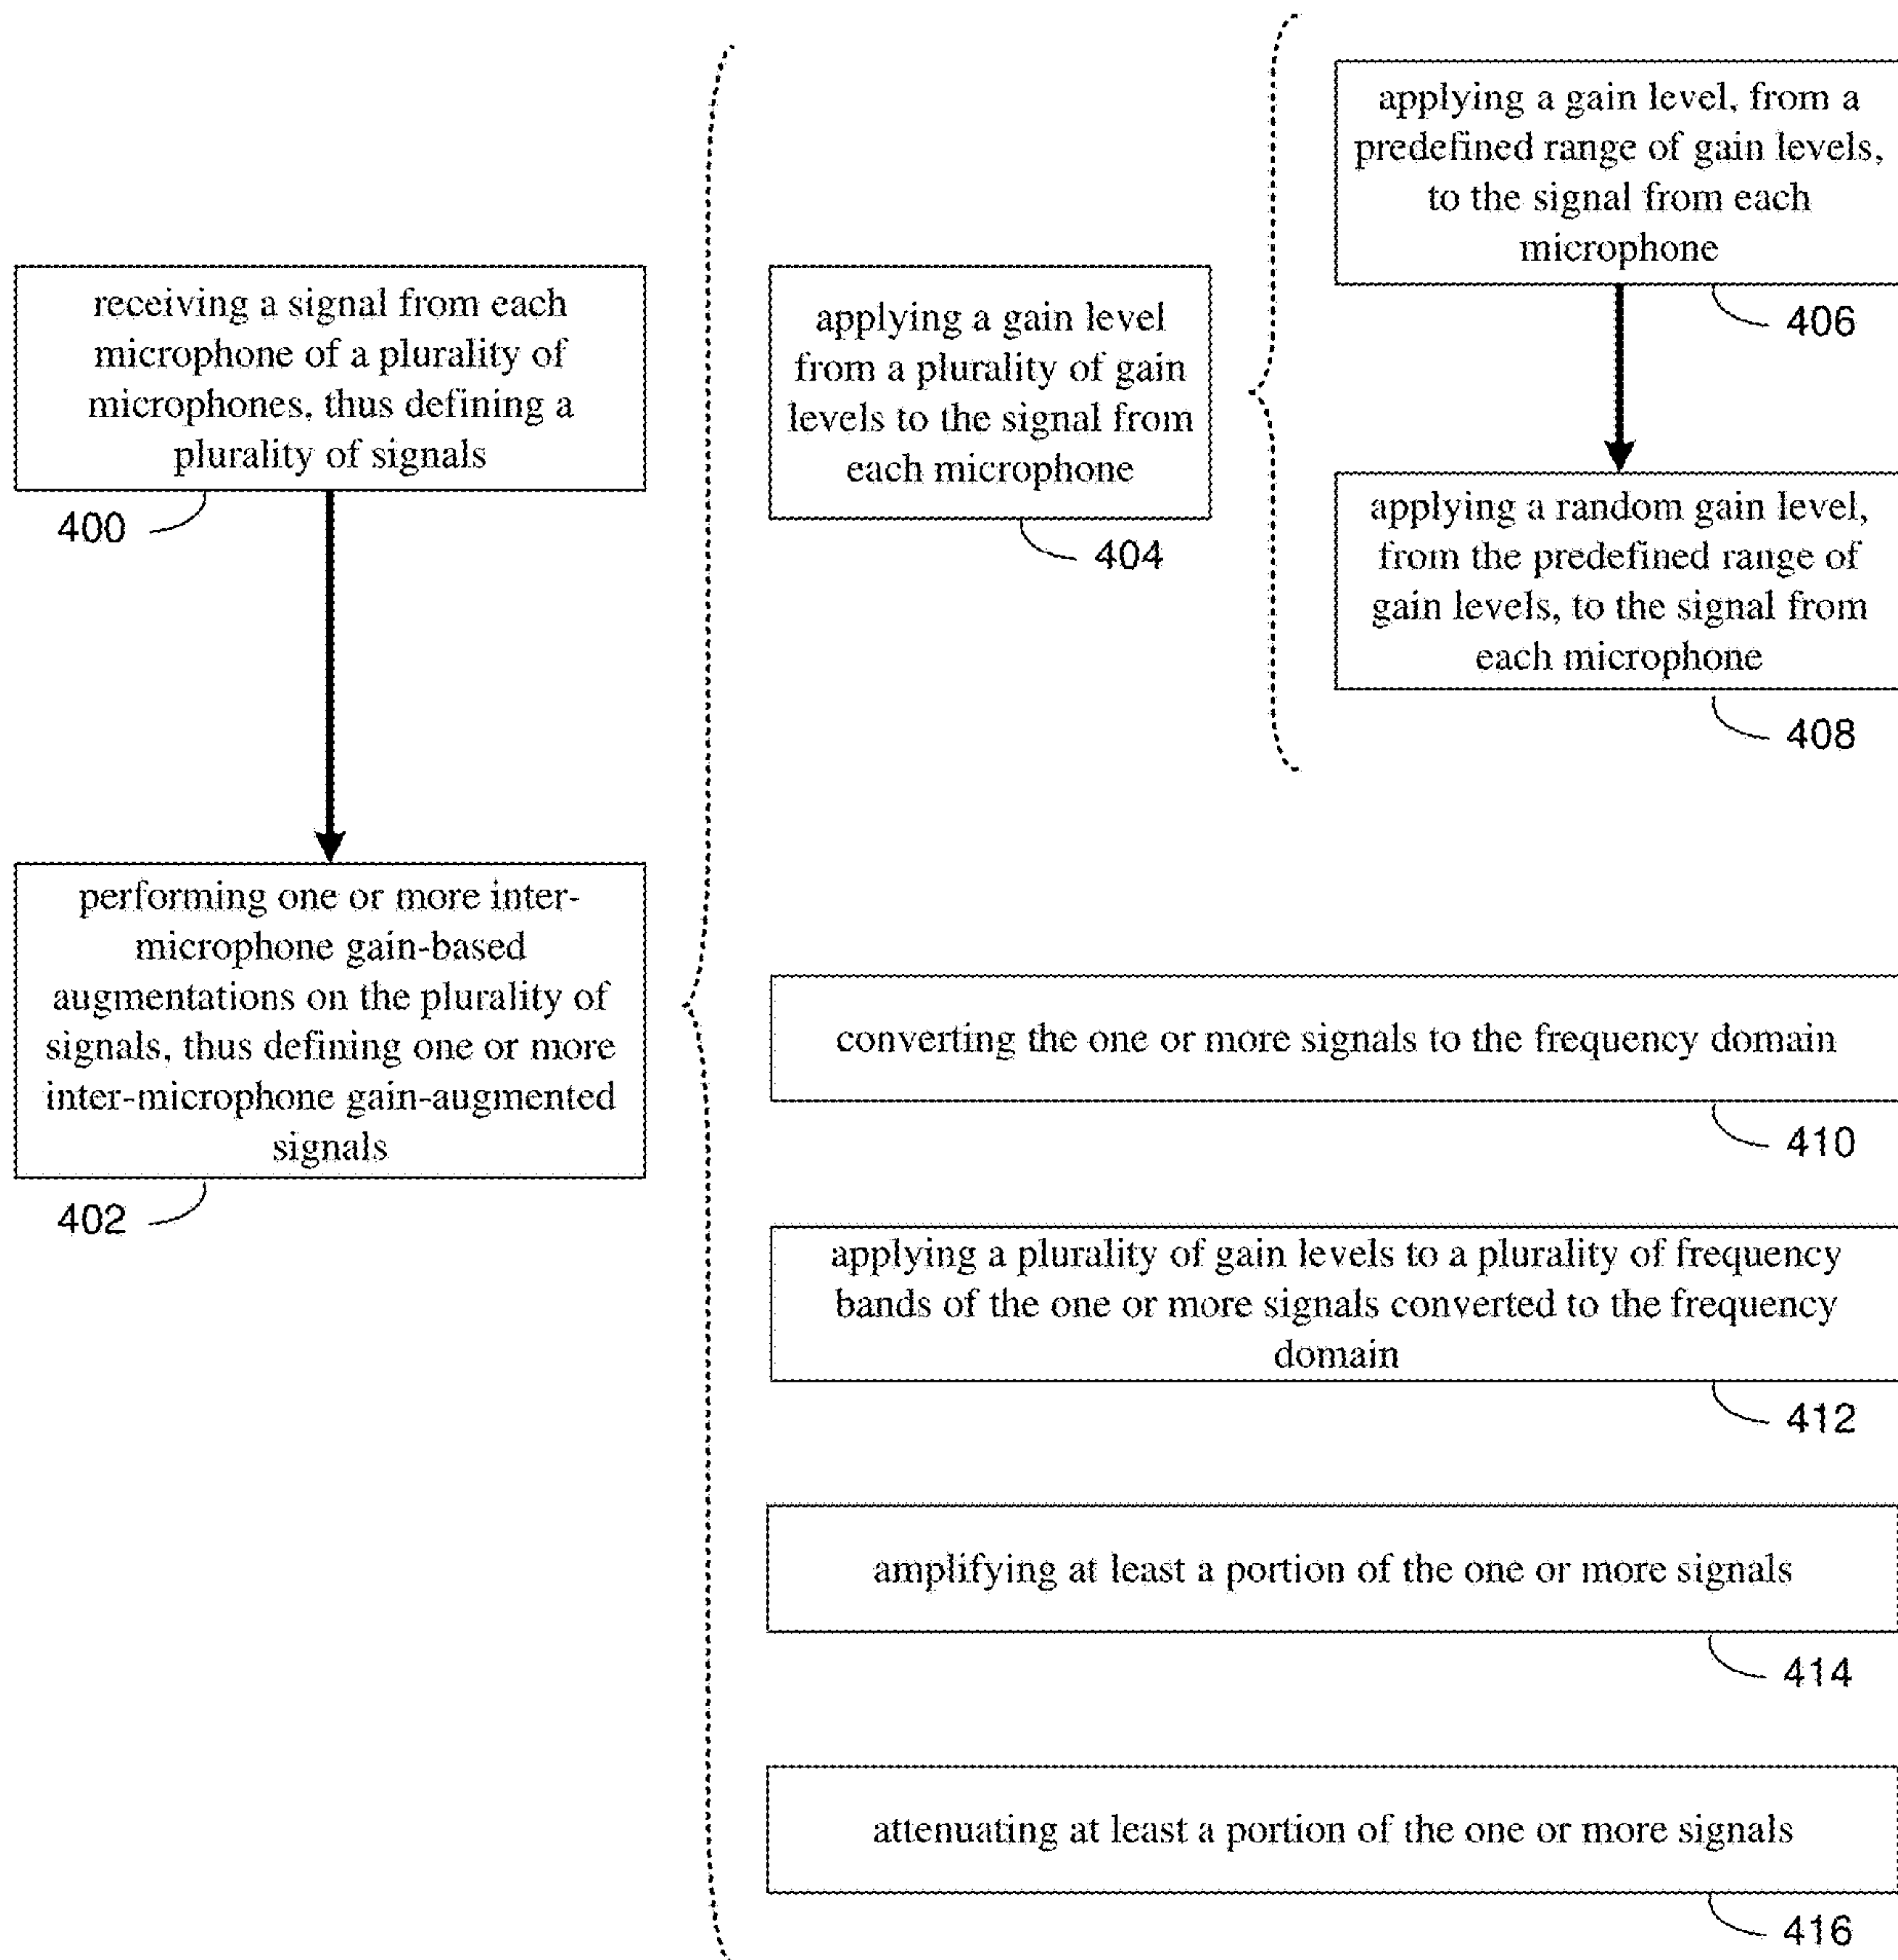 receiving a signal from each
microphone of a plurality of
microphones, thus defining a
plurality of signals
400
performing one or more inter-
microphone gain-based
augmentations on the plurality of
signals, thus defining one or more
inter-microphone gain-augmented
signals
402
applying a gain level
from a plurality of gain
levels to the signal from
each microphone
404
applying a gain level, from a
predefined range of gain levels,
to the signal from each
microphone
406
applying a random gain level,
from the predefined range of
gain levels, to the signal from
each microphone
408
converting the one or more signals to the frequency domain
410
applying a plurality of gain levels to a plurality of frequency
bands of the one or more signals converted to the frequency
domain
412
amplifying at least a portion of the one or more signals
414
attenuating at least a portion of the one or more signals
416